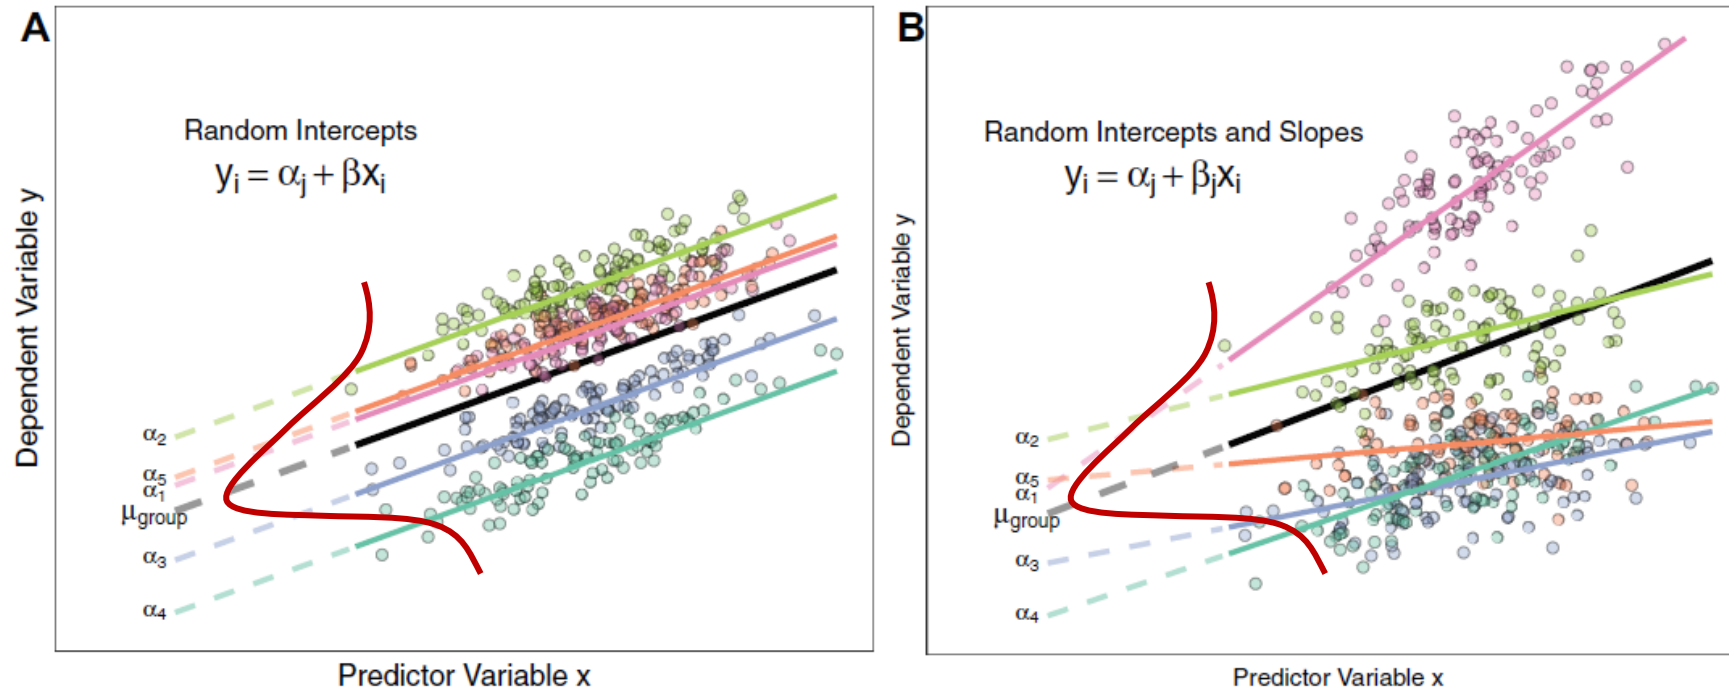 A
Random Intercepts
yᵢ = αⱼ + βxᵢ
Dependent Variable y
α₂
α₅
α₁
μgroup
α₃
α₄
Predictor Variable x
B
Random Intercepts and Slopes
yᵢ = αⱼ + βⱼxᵢ
Dependent Variable y
α₂
α₅
α₁
μgroup
α₃
α₄
Predictor Variable x